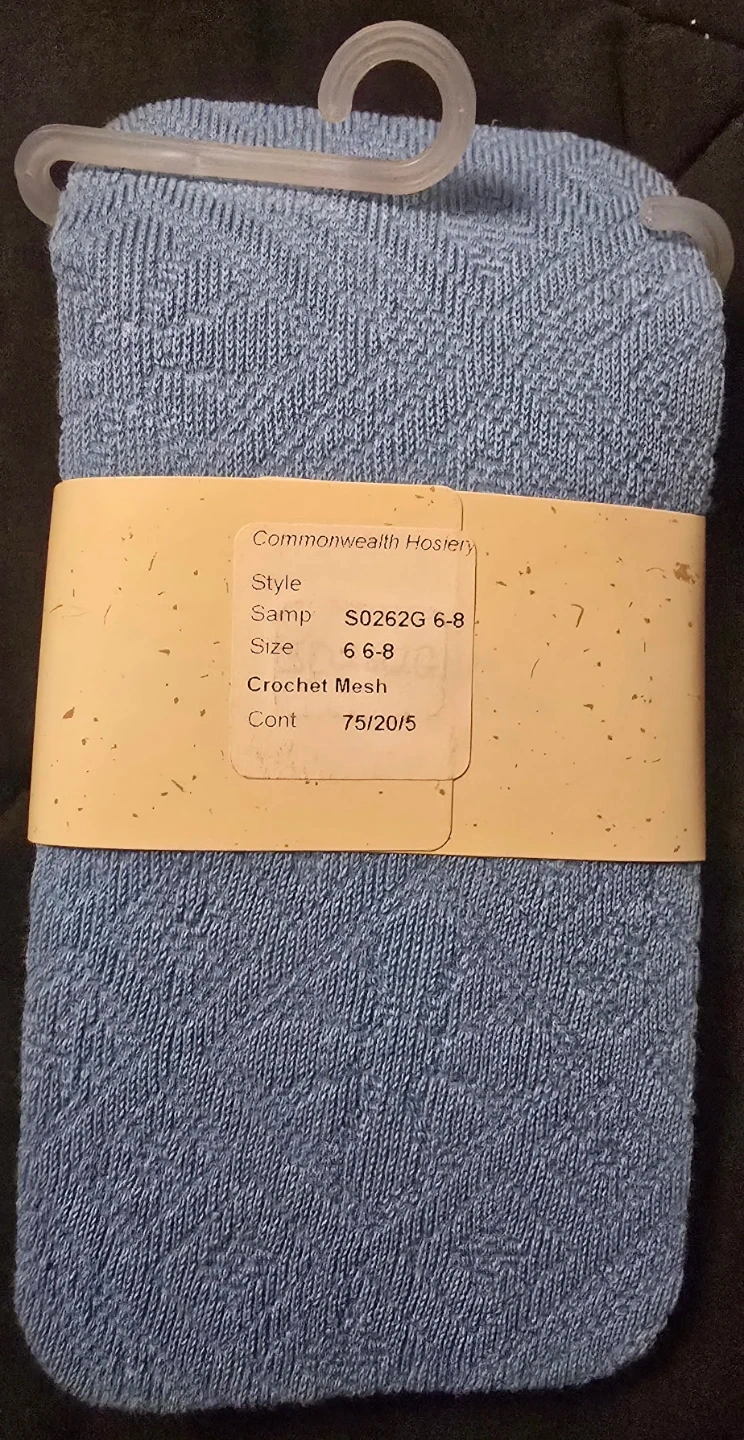 Commonwealth Hosiery
Style
Samp S0262G 6-8
Size 6 6-8
Crochet Mesh
Cont 75/20/5